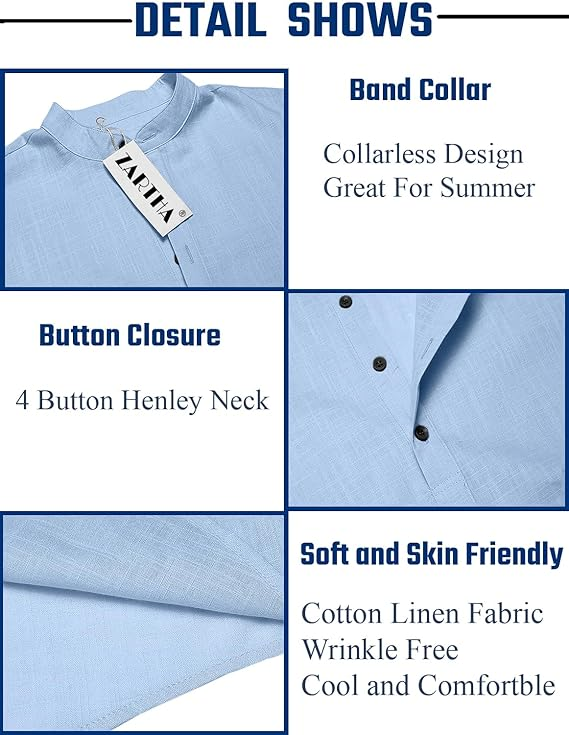 DETAIL SHOWS
Band Collar
Collarless Design
Great For Summer
ZARTHA®
Button Closure
4 Button Henley Neck
Soft and Skin Friendly
Cotton Linen Fabric
Wrinkle Free
Cool and Comfortble